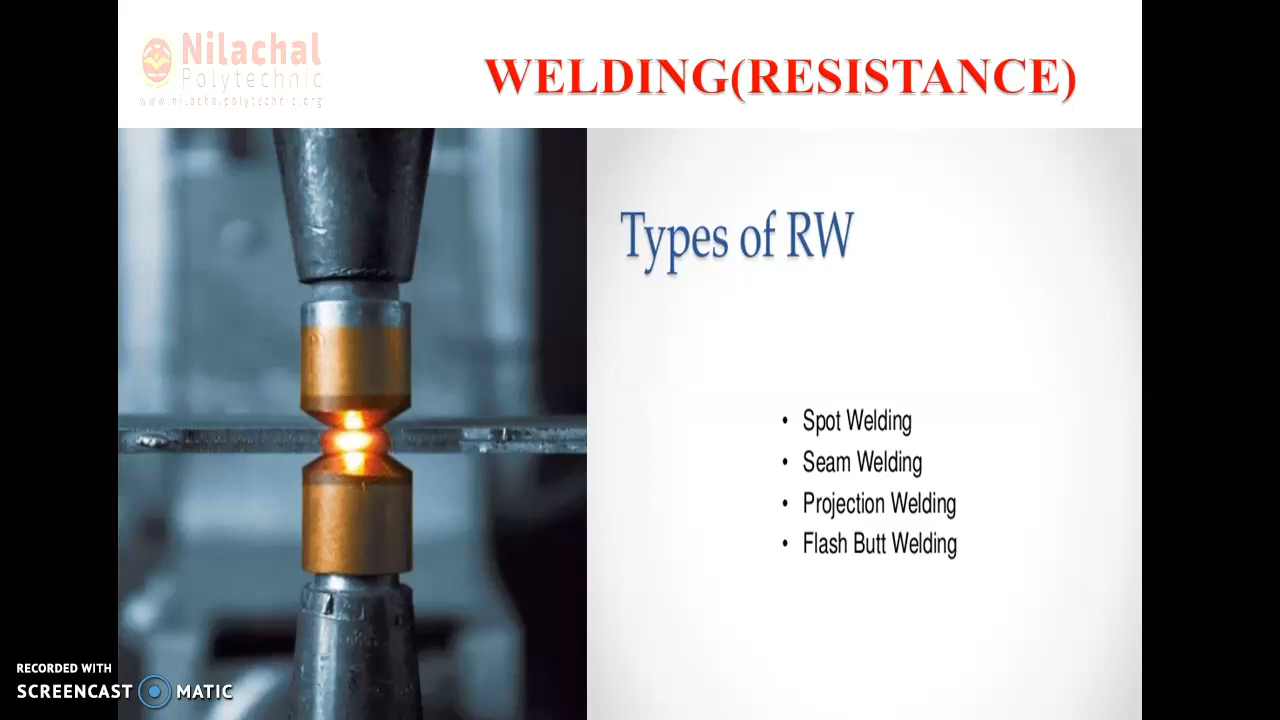 Nilachal
Polytechnic
www.nilachalpolytechnic.org
WELDING(RESISTANCE)
Types of RW
• Spot Welding
• Seam Welding
• Projection Welding
• Flash Butt Welding
RECORDED WITH
SCREENCAST MATIC